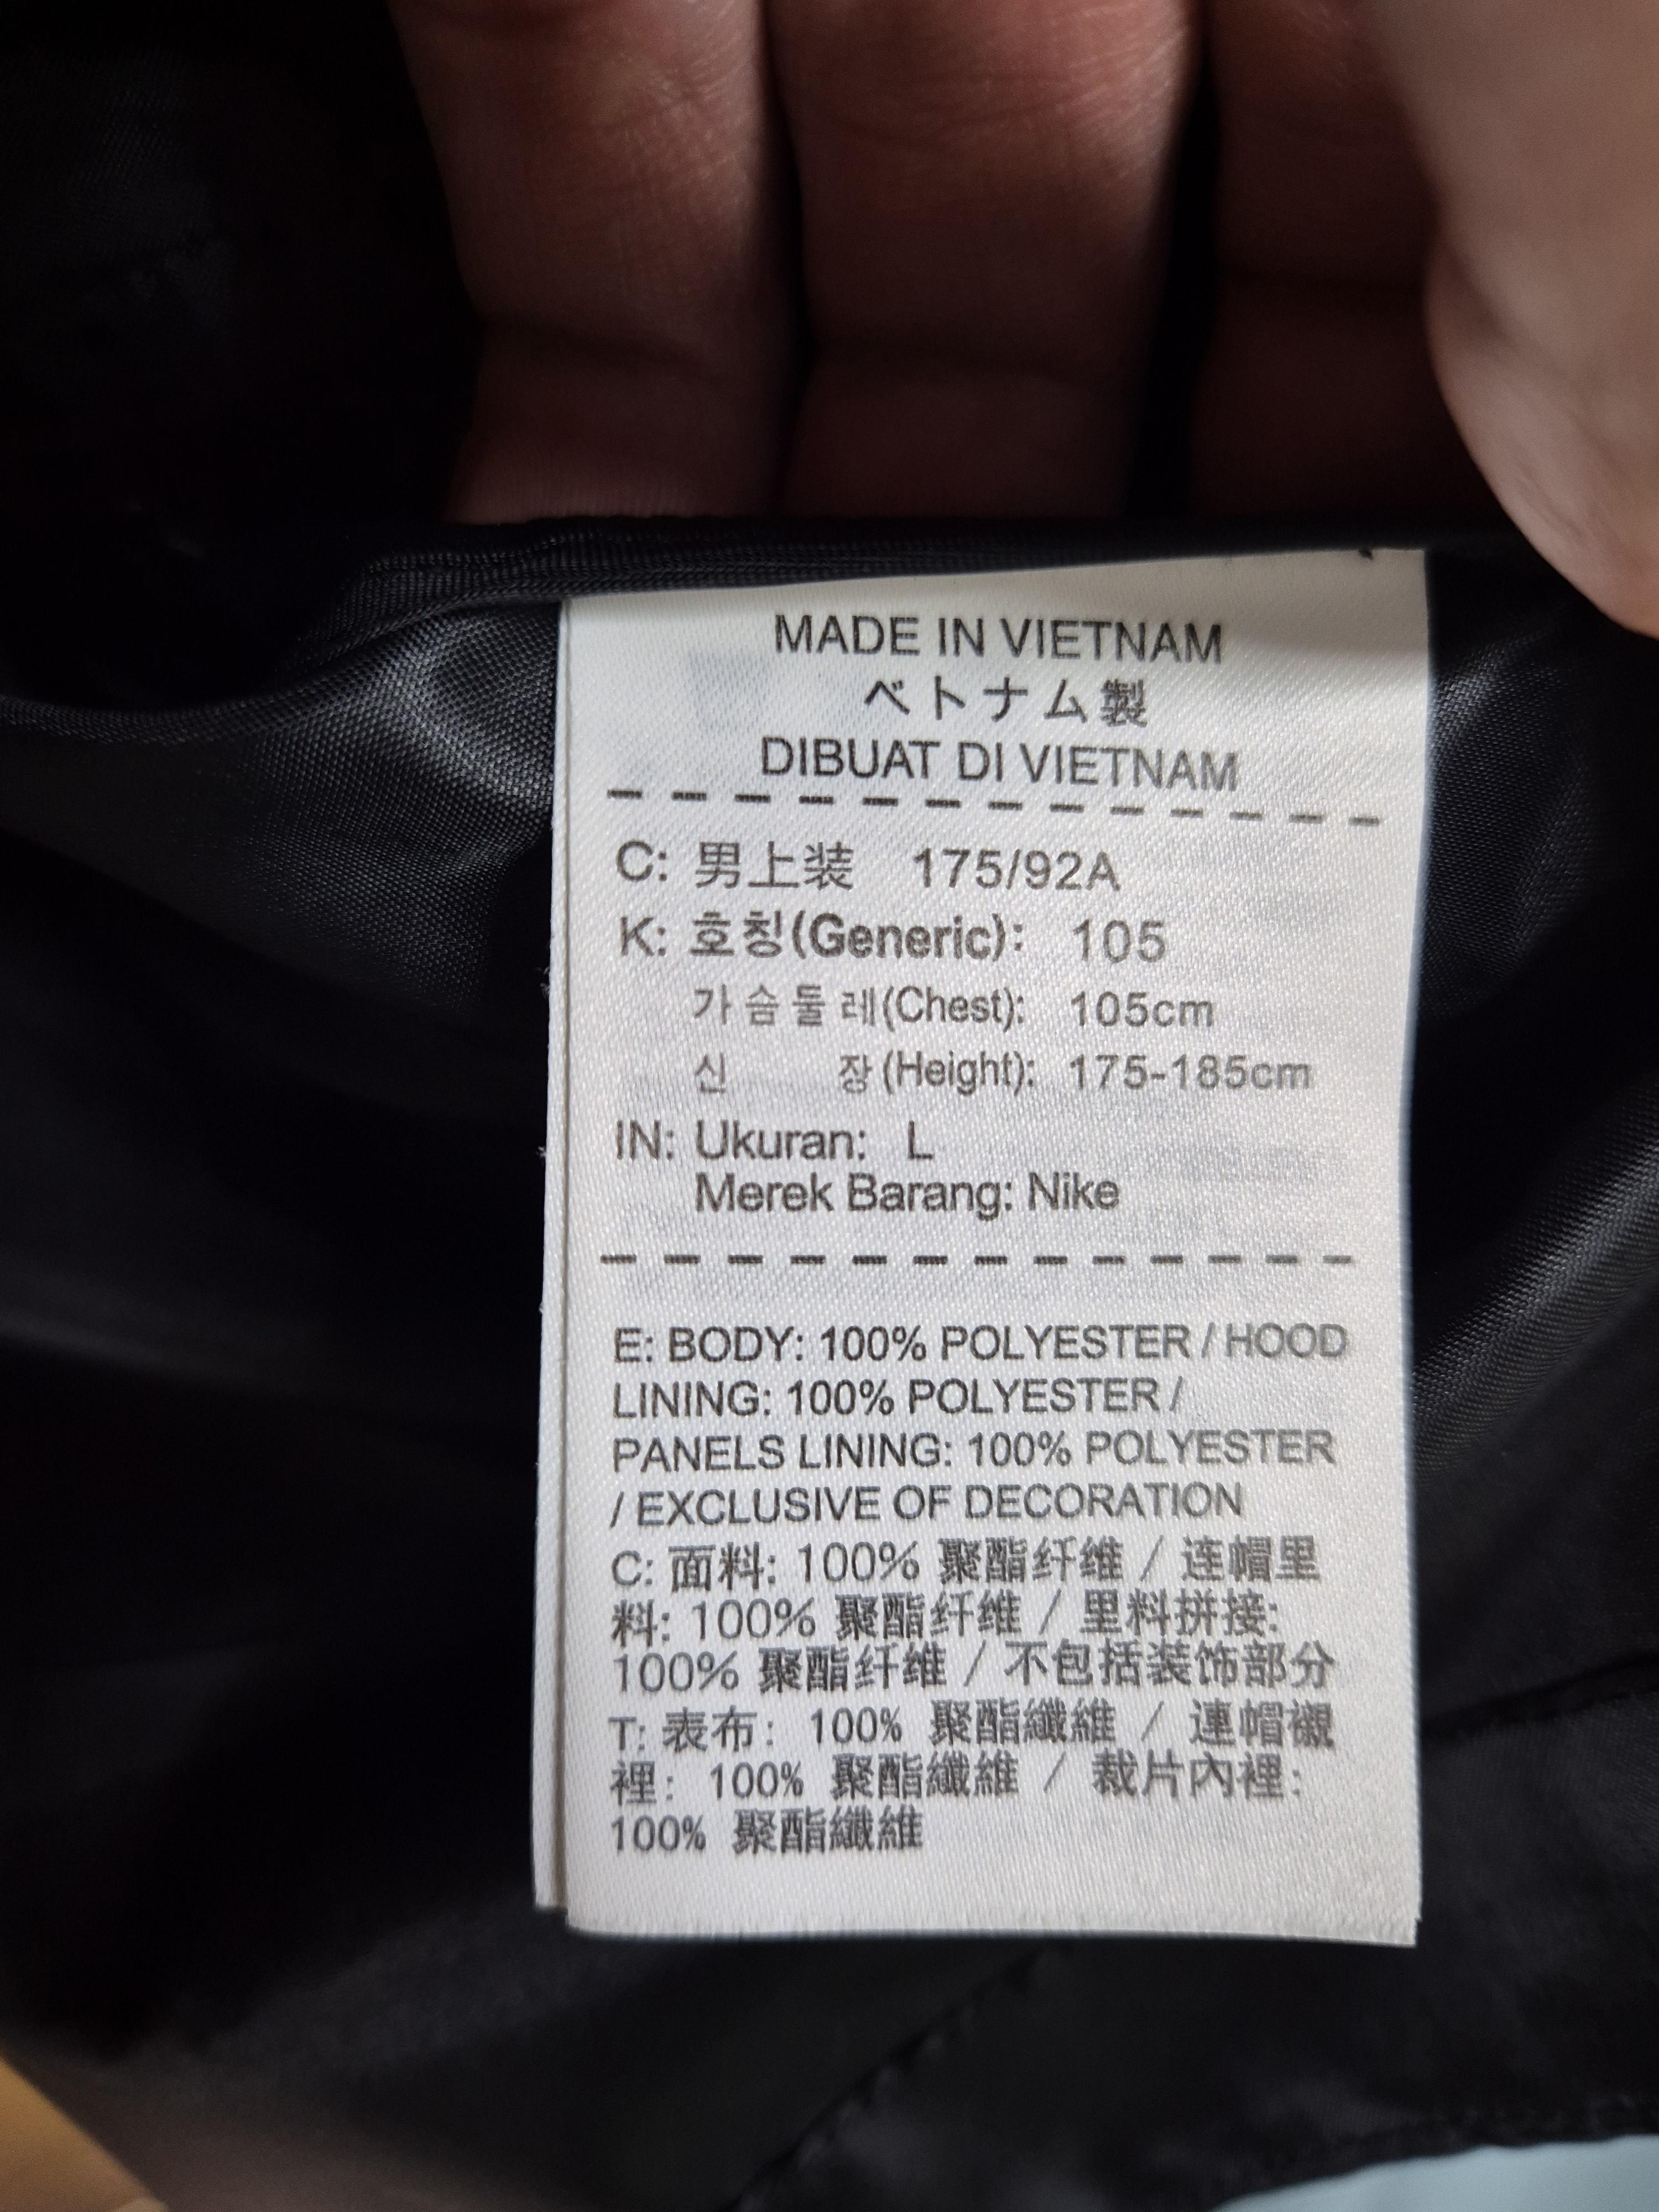 MADE IN VIETNAM
ベトナム製
DIBUAT DI VIETNAM
C: 男上装 175/92A
K: 호칭(Generic): 105
가슴둘레(Chest): 105cm
신 장(Height): 175-185cm
IN: Ukuran: L
Merek Barang: Nike
E: BODY: 100% POLYESTER / HOOD
LINING: 100% POLYESTER /
PANELS LINING: 100% POLYESTER
/ EXCLUSIVE OF DECORATION
C: 面料: 100% 聚酯纤维 / 连帽里
料: 100% 聚酯纤维 / 里料拼接:
100% 聚酯纤维 / 不包括装饰部分
T: 表布: 100% 聚酯纖維 / 連帽襯
裡: 100% 聚酯纖維 / 裁片內裡:
100% 聚酯纖維